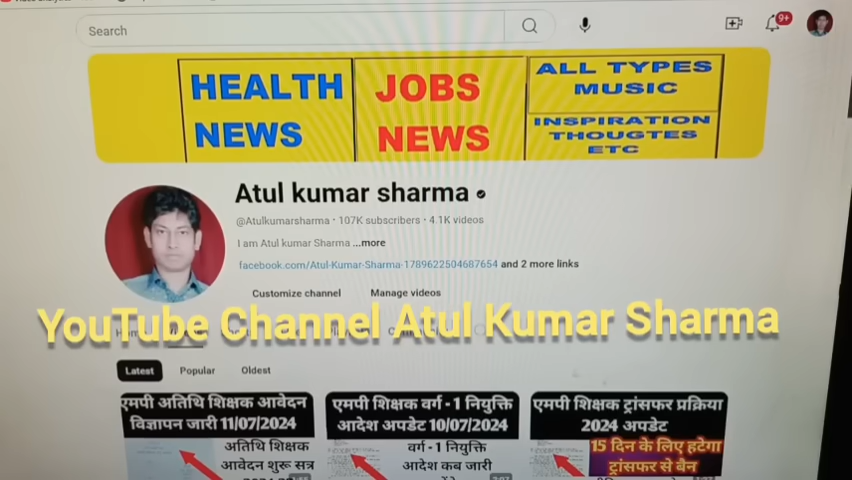 Search
9+
HEALTH NEWS
JOBS NEWS
ALL TYPES MUSIC
INSPIRATION THOUGTES ETC
Atul kumar sharma
@Atulkumarsharma · 107K subscribers · 4.1K videos
I am Atul kumar Sharma ...more
facebook.com/Atul-Kumar-Sharma-1789622504687654 and 2 more links
Customize channel Manage videos
YouTube Channel Atul Kumar Sharma
Latest Popular Oldest
एमपी अतिथि शिक्षक आवेदन
विज्ञापन जारी 11/07/2024
अतिथि शिक्षक
आवेदन शुरू सत्र
एमपी शिक्षक वर्ग - 1 नियुक्ति
आदेश अपडेट 10/07/2024
वर्ग - 1 नियुक्ति
आदेश कब जारी
एमपी शिक्षक ट्रांसफर प्रक्रिया
2024 अपडेट
15 दिन के लिए हटेगा
ट्रांसफर से बैन